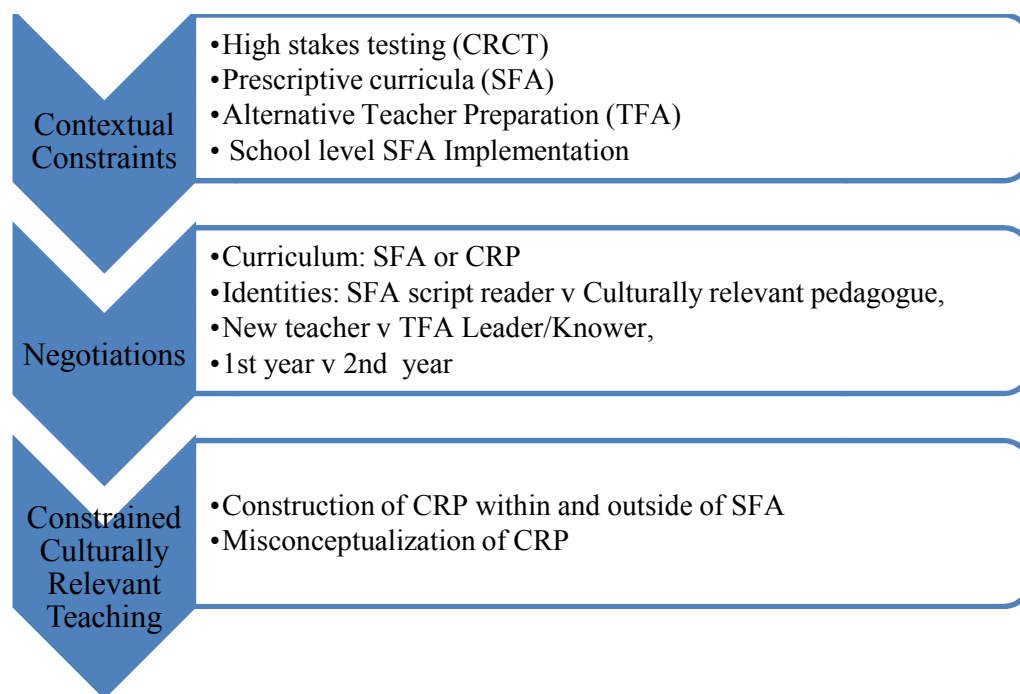 Contextual
Constraints
•High stakes testing (CRCT)
•Prescriptive curricula (SFA)
•Alternative Teacher Preparation (TFA)
• School level SFA Implementation
Negotiations
•Curriculum: SFA or CRP
•Identities: SFA script reader v Culturally relevant pedagogue,
•New teacher v TFA Leader/Knower,
•1st year v 2nd  year
Constrained
Culturally
Relevant
Teaching
•Construction of CRP within and outside of SFA
•Misconceptualization of CRP